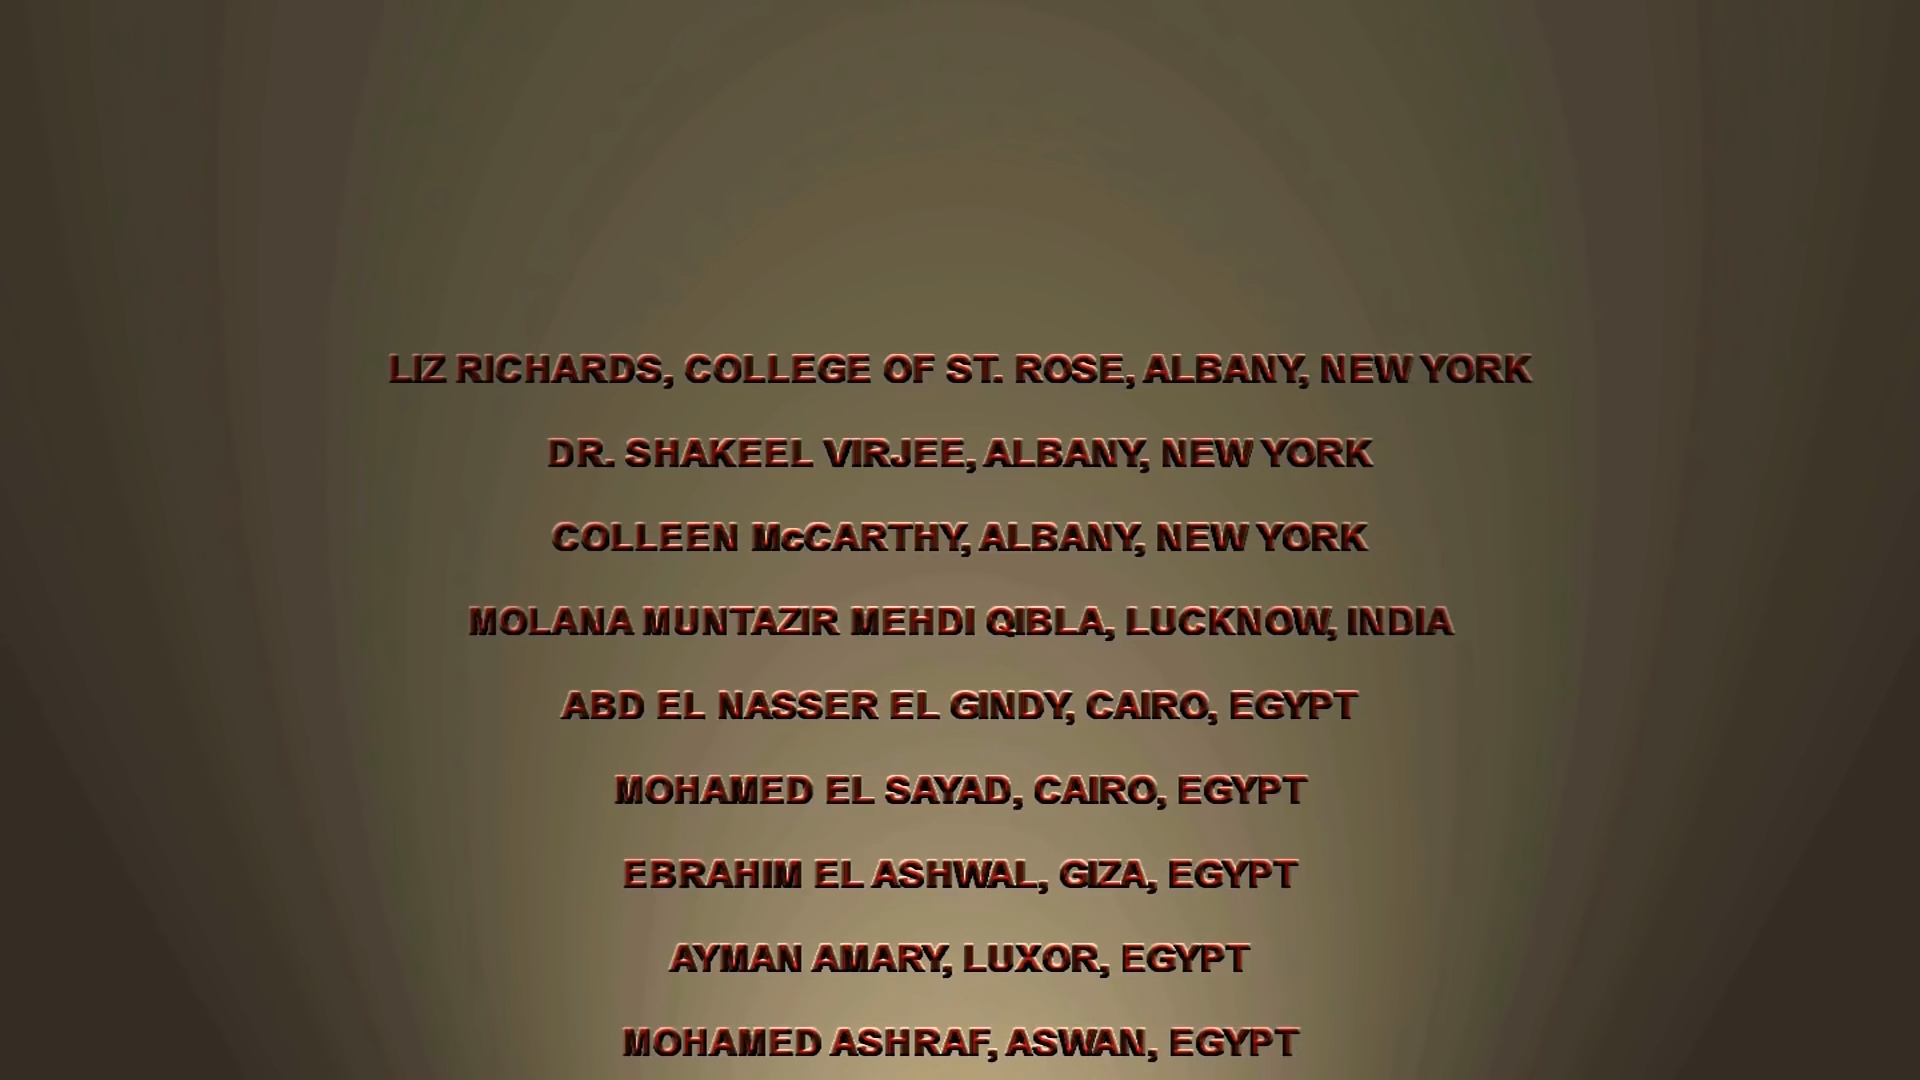 LIZ RICHARDS, COLLEGE OF ST. ROSE, ALBANY, NEW YORK
DR. SHAKEEL VIRJEE, ALBANY, NEW YORK
COLLEEN McCARTHY, ALBANY, NEW YORK
MOLANA MUNTAZIR MEHDI QIBLA, LUCKNOW, INDIA
ABD EL NASSER EL GINDY, CAIRO, EGYPT
MOHAMED EL SAYAD, CAIRO, EGYPT
EBRAHIM EL ASHWAL, GIZA, EGYPT
AYMAN AMARY, LUXOR, EGYPT
MOHAMED ASHRAF, ASWAN, EGYPT